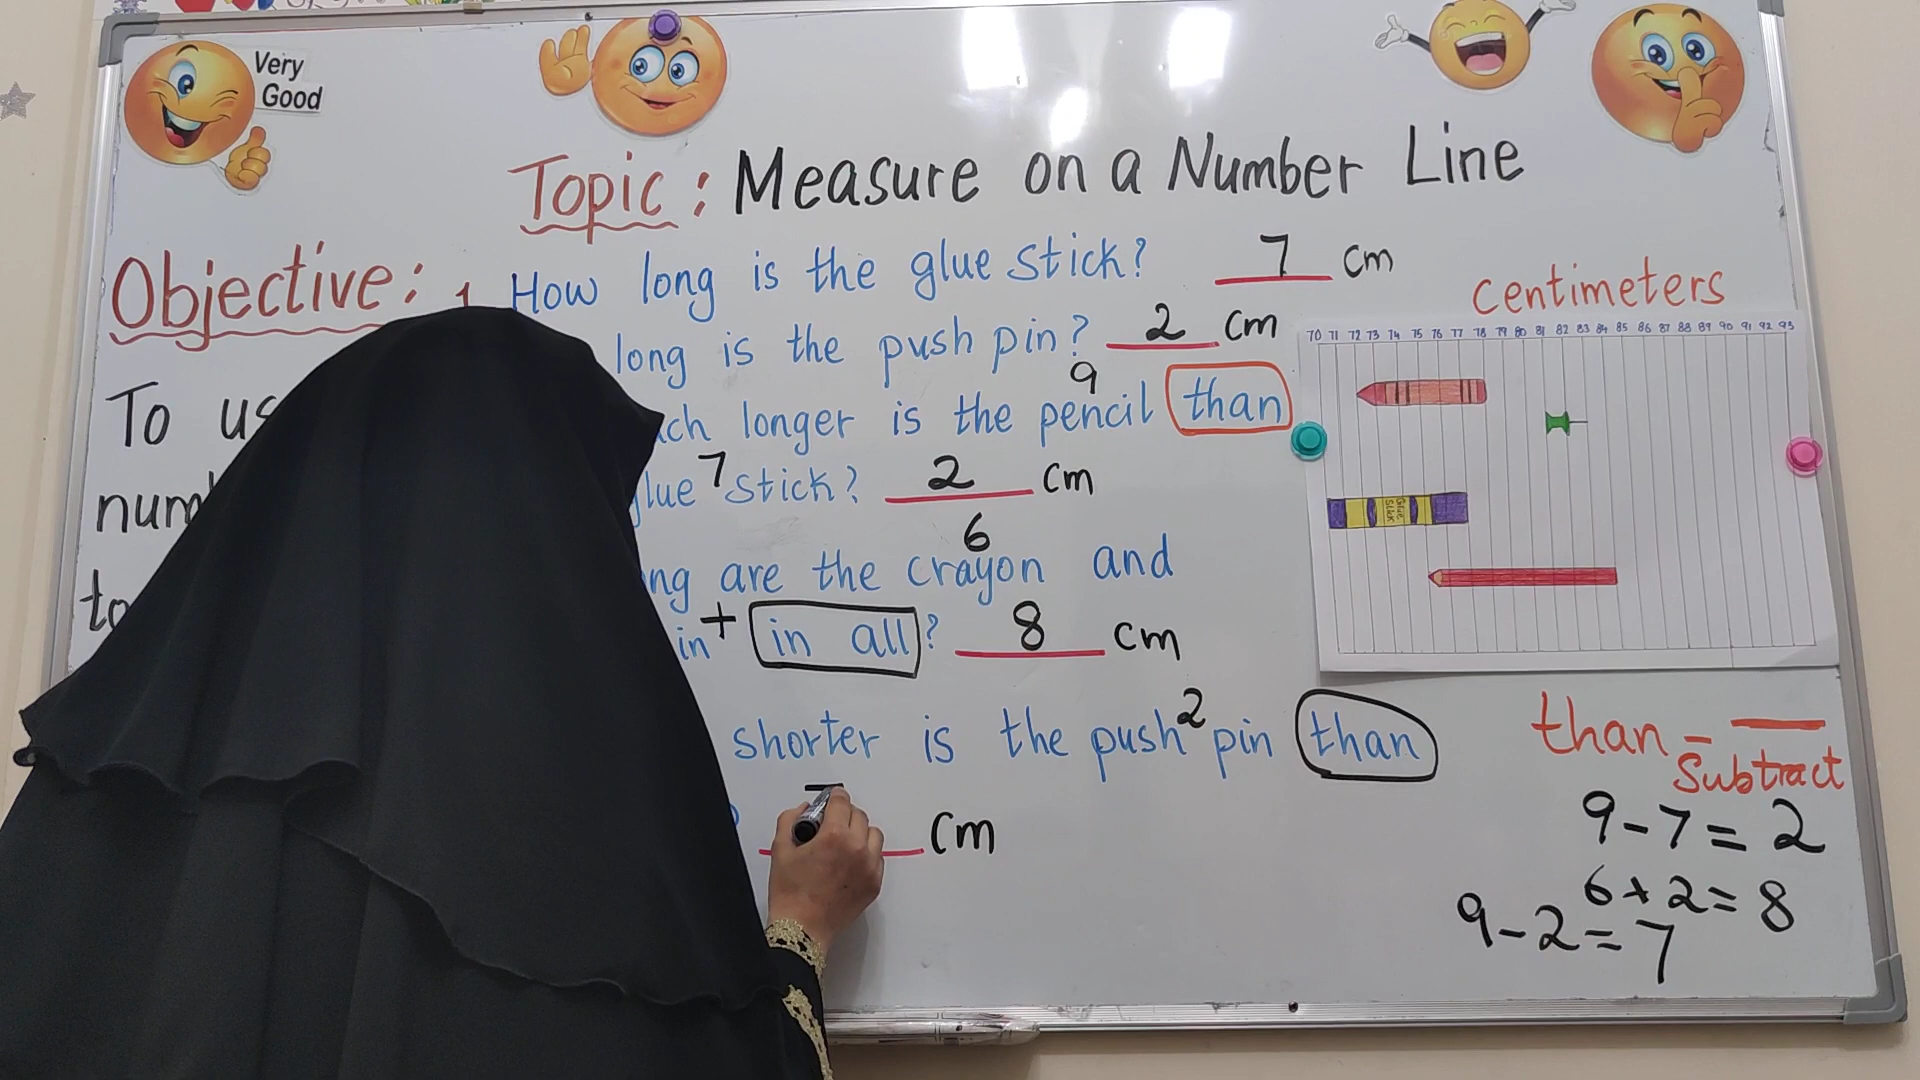 Very
Good
Topic: Measure on a Number Line
Objective:
To
1 How long is the glue stick? 7 cm
long is the push pin? 2 cm
9
longer is the pencil than
7
stick? 2 cm
6
are the crayon and
in + in all? 8 cm
2
shorter is the push pin than
7 cm
centimeters
70 71 72 73 74 75 76 77 78 79 80 81 82 83 84 85 86 87 88 89 90 91 92 93
Glue
Stick
than - —
Subtract
9-7=2
6+2=8
9-2=7